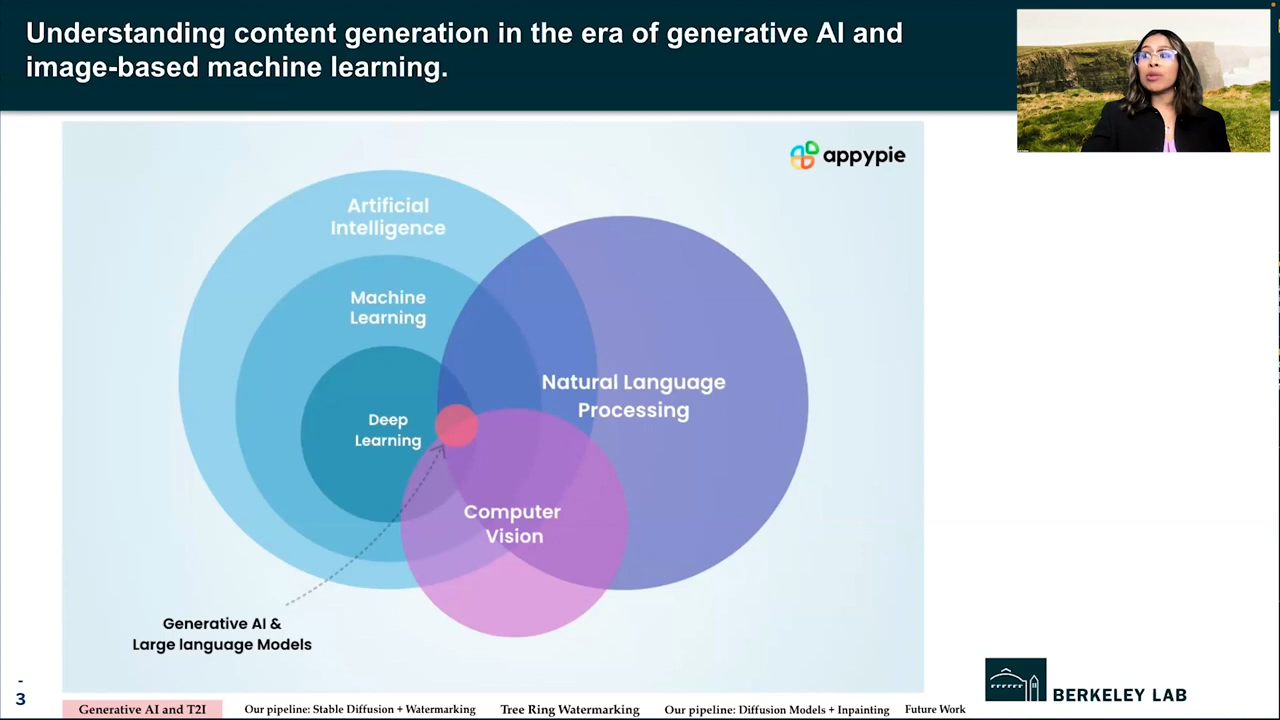 Understanding content generation in the era of generative AI and
image-based machine learning.
appypie
Artificial
Intelligence
Machine
Learning
Natural Language
Processing
Deep
Learning
Computer
Vision
Generative AI &
Large language Models
-
3
BERKELEY LAB
Generative AI and T2I
Our pipeline: Stable Diffusion + Watermarking
Tree Ring Watermarking
Our pipeline: Diffusion Models + Inpainting
Future Work